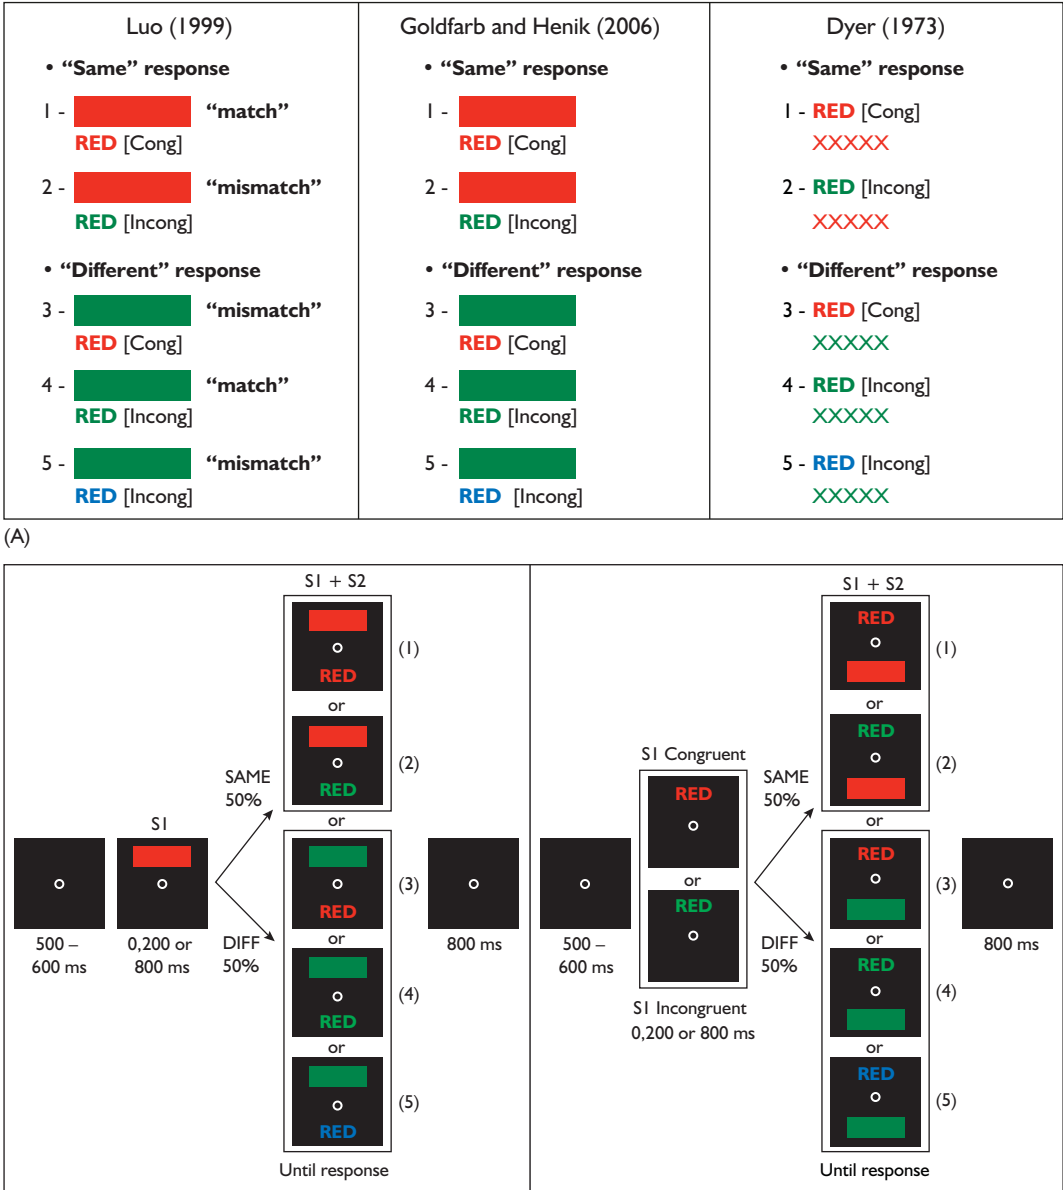 Luo (1999)
• “Same” response
1 - “match”
RED [Cong]
2 - “mismatch”
RED [Incong]
• “Different” response
3 - “mismatch”
RED [Cong]
4 - “match”
RED [Incong]
5 - “mismatch”
RED [Incong]
Goldfarb and Henik (2006)
• “Same” response
1 -
RED [Cong]
2 -
RED [Incong]
• “Different” response
3 -
RED [Cong]
4 -
RED [Incong]
5 -
RED [Incong]
Dyer (1973)
• “Same” response
1 - RED [Cong]
XXXXX
2 - RED [Incong]
XXXXX
• “Different” response
3 - RED [Cong]
XXXXX
4 - RED [Incong]
XXXXX
5 - RED [Incong]
XXXXX
(A)
500 –
600 ms
S1
0,200 or
800 ms
SAME
50%
DIFF
50%
S1 + S2
RED
(1)
or
RED
(2)
or
RED
(3)
or
RED
(4)
or
RED
(5)
Until response
800 ms
500 –
600 ms
S1 Congruent
RED
or
RED
S1 Incongruent
0,200 or 800 ms
SAME
50%
DIFF
50%
S1 + S2
RED
(1)
or
RED
(2)
or
RED
(3)
or
RED
(4)
or
RED
(5)
Until response
800 ms